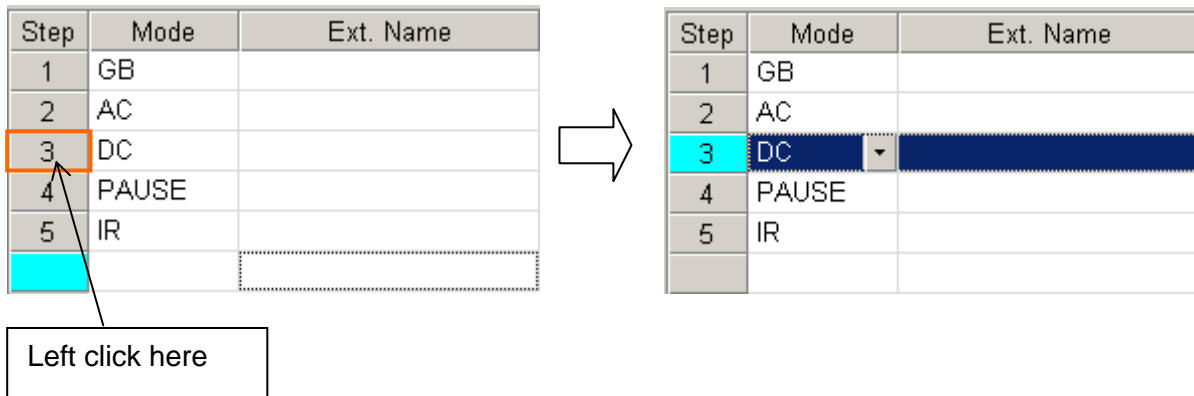 Step Mode Ext. Name
1 GB
2 AC
3 DC
4 PAUSE
5 IR
Left click here
Step Mode Ext. Name
1 GB
2 AC
3 DC
4 PAUSE
5 IR